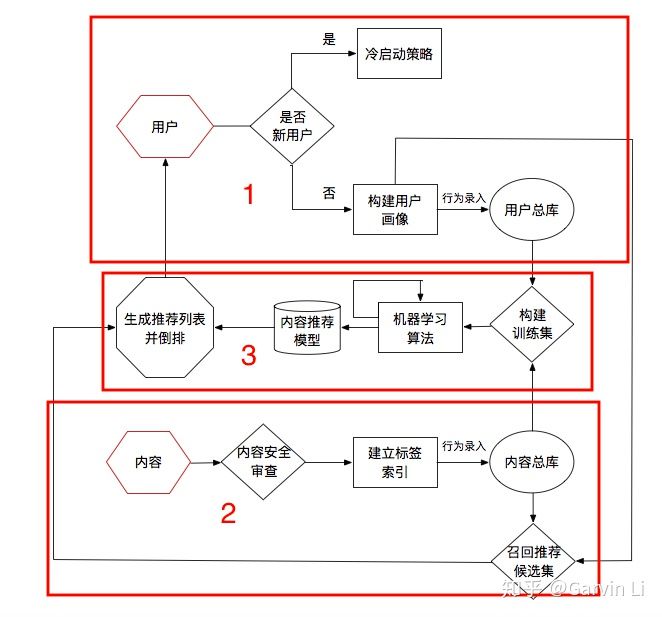 是
冷启动策略
用户
是否
新用户
1
否
构建用户
画像
行为录入
用户总库
生成推荐列表
并倒排
内容推荐
模型
机器学习
算法
构建
训练集
3
内容
内容安全
审查
建立标签
索引
行为录入
内容总库
2
召回推荐
候选集
知乎 @Garvin Li